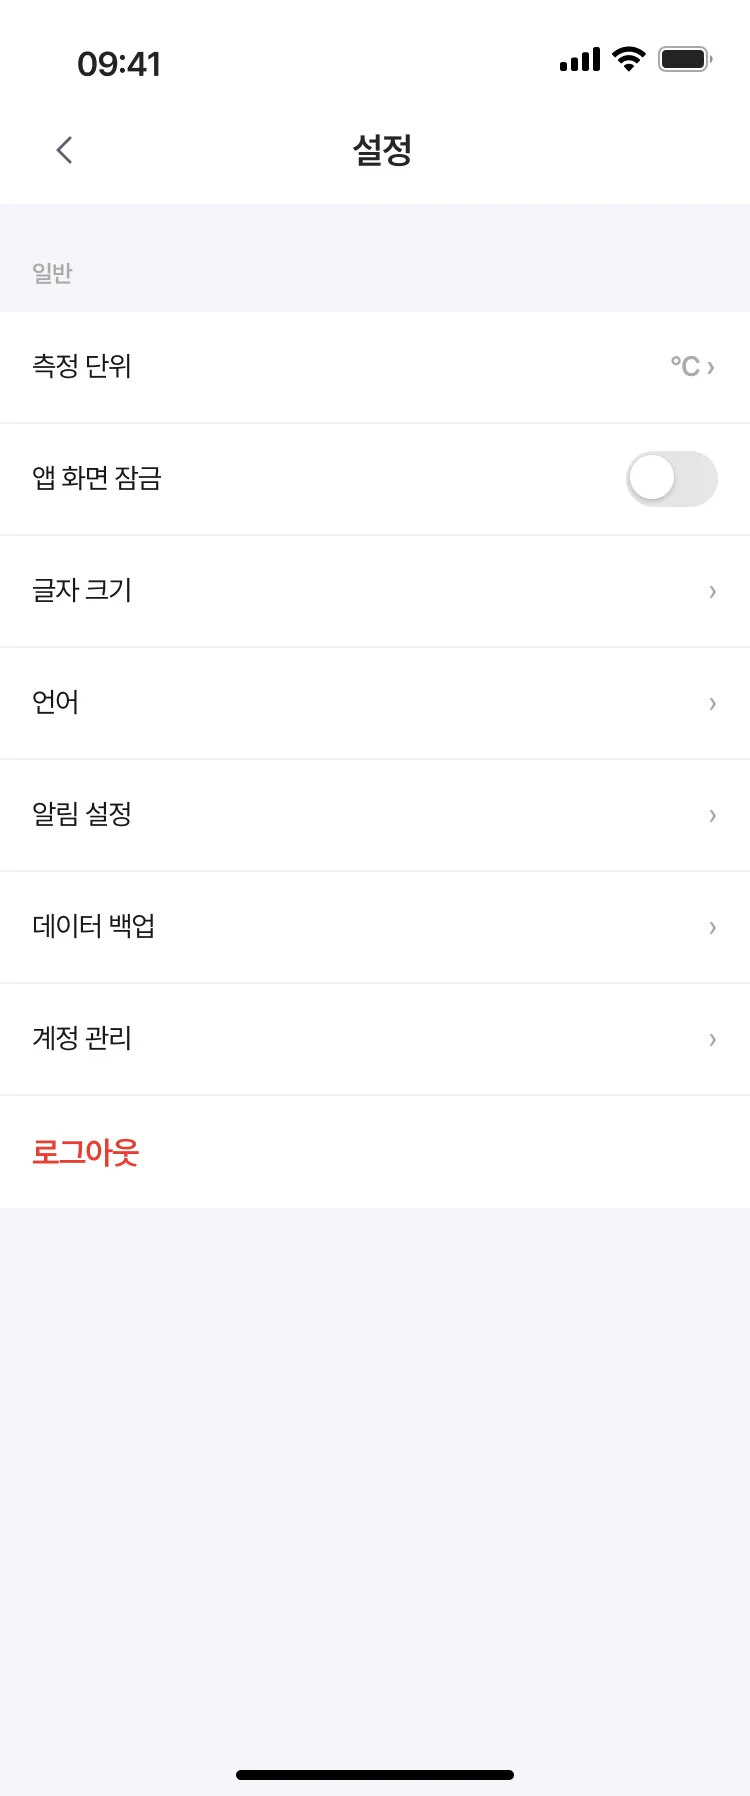 09:41
설정
일반
측정 단위
°C ›
앱 화면 잠금
글자 크기
›
언어
›
알림 설정
›
데이터 백업
›
계정 관리
›
로그아웃